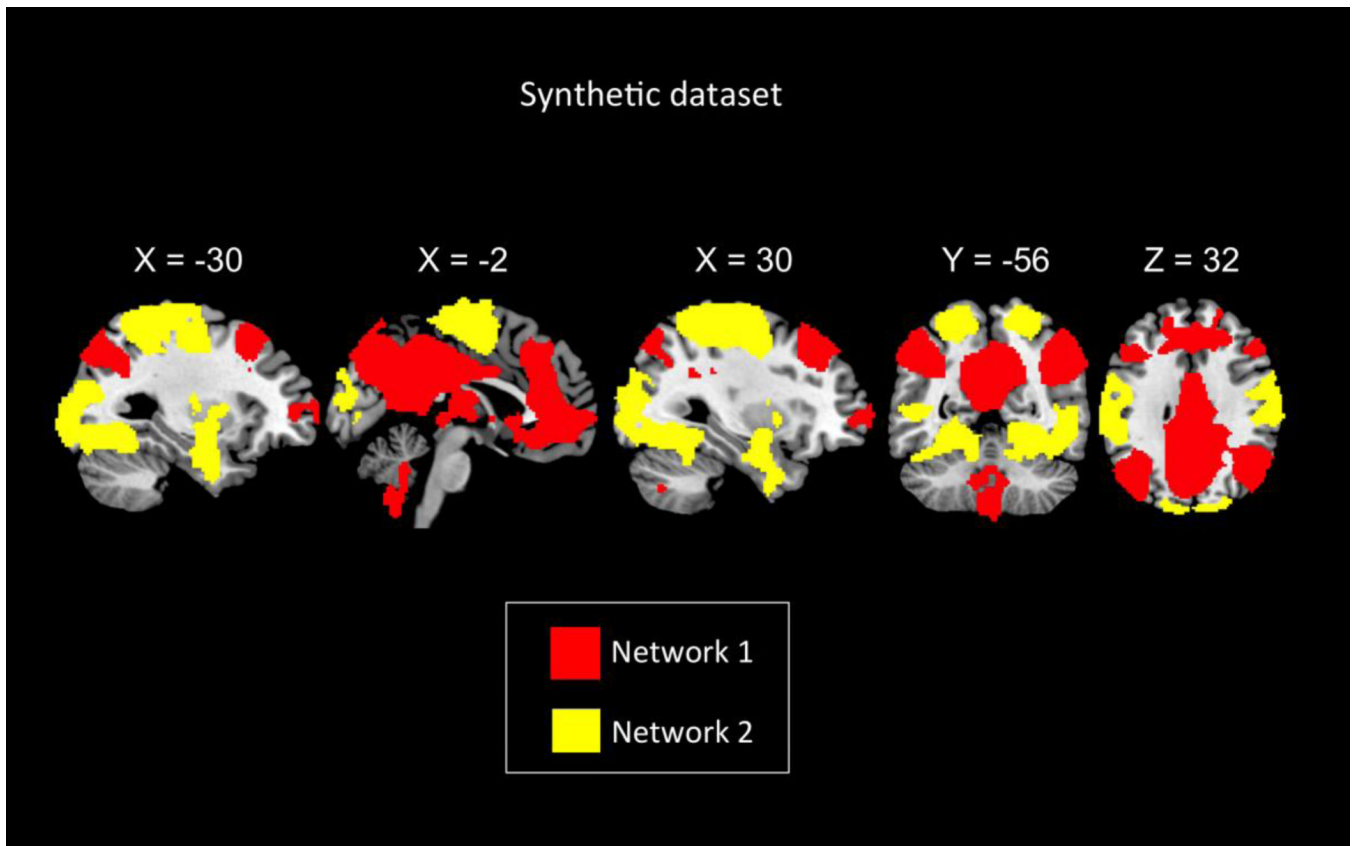 Synthetic dataset
X = -30
X = -2
X = 30
Y = -56
Z = 32
Network 1
Network 2